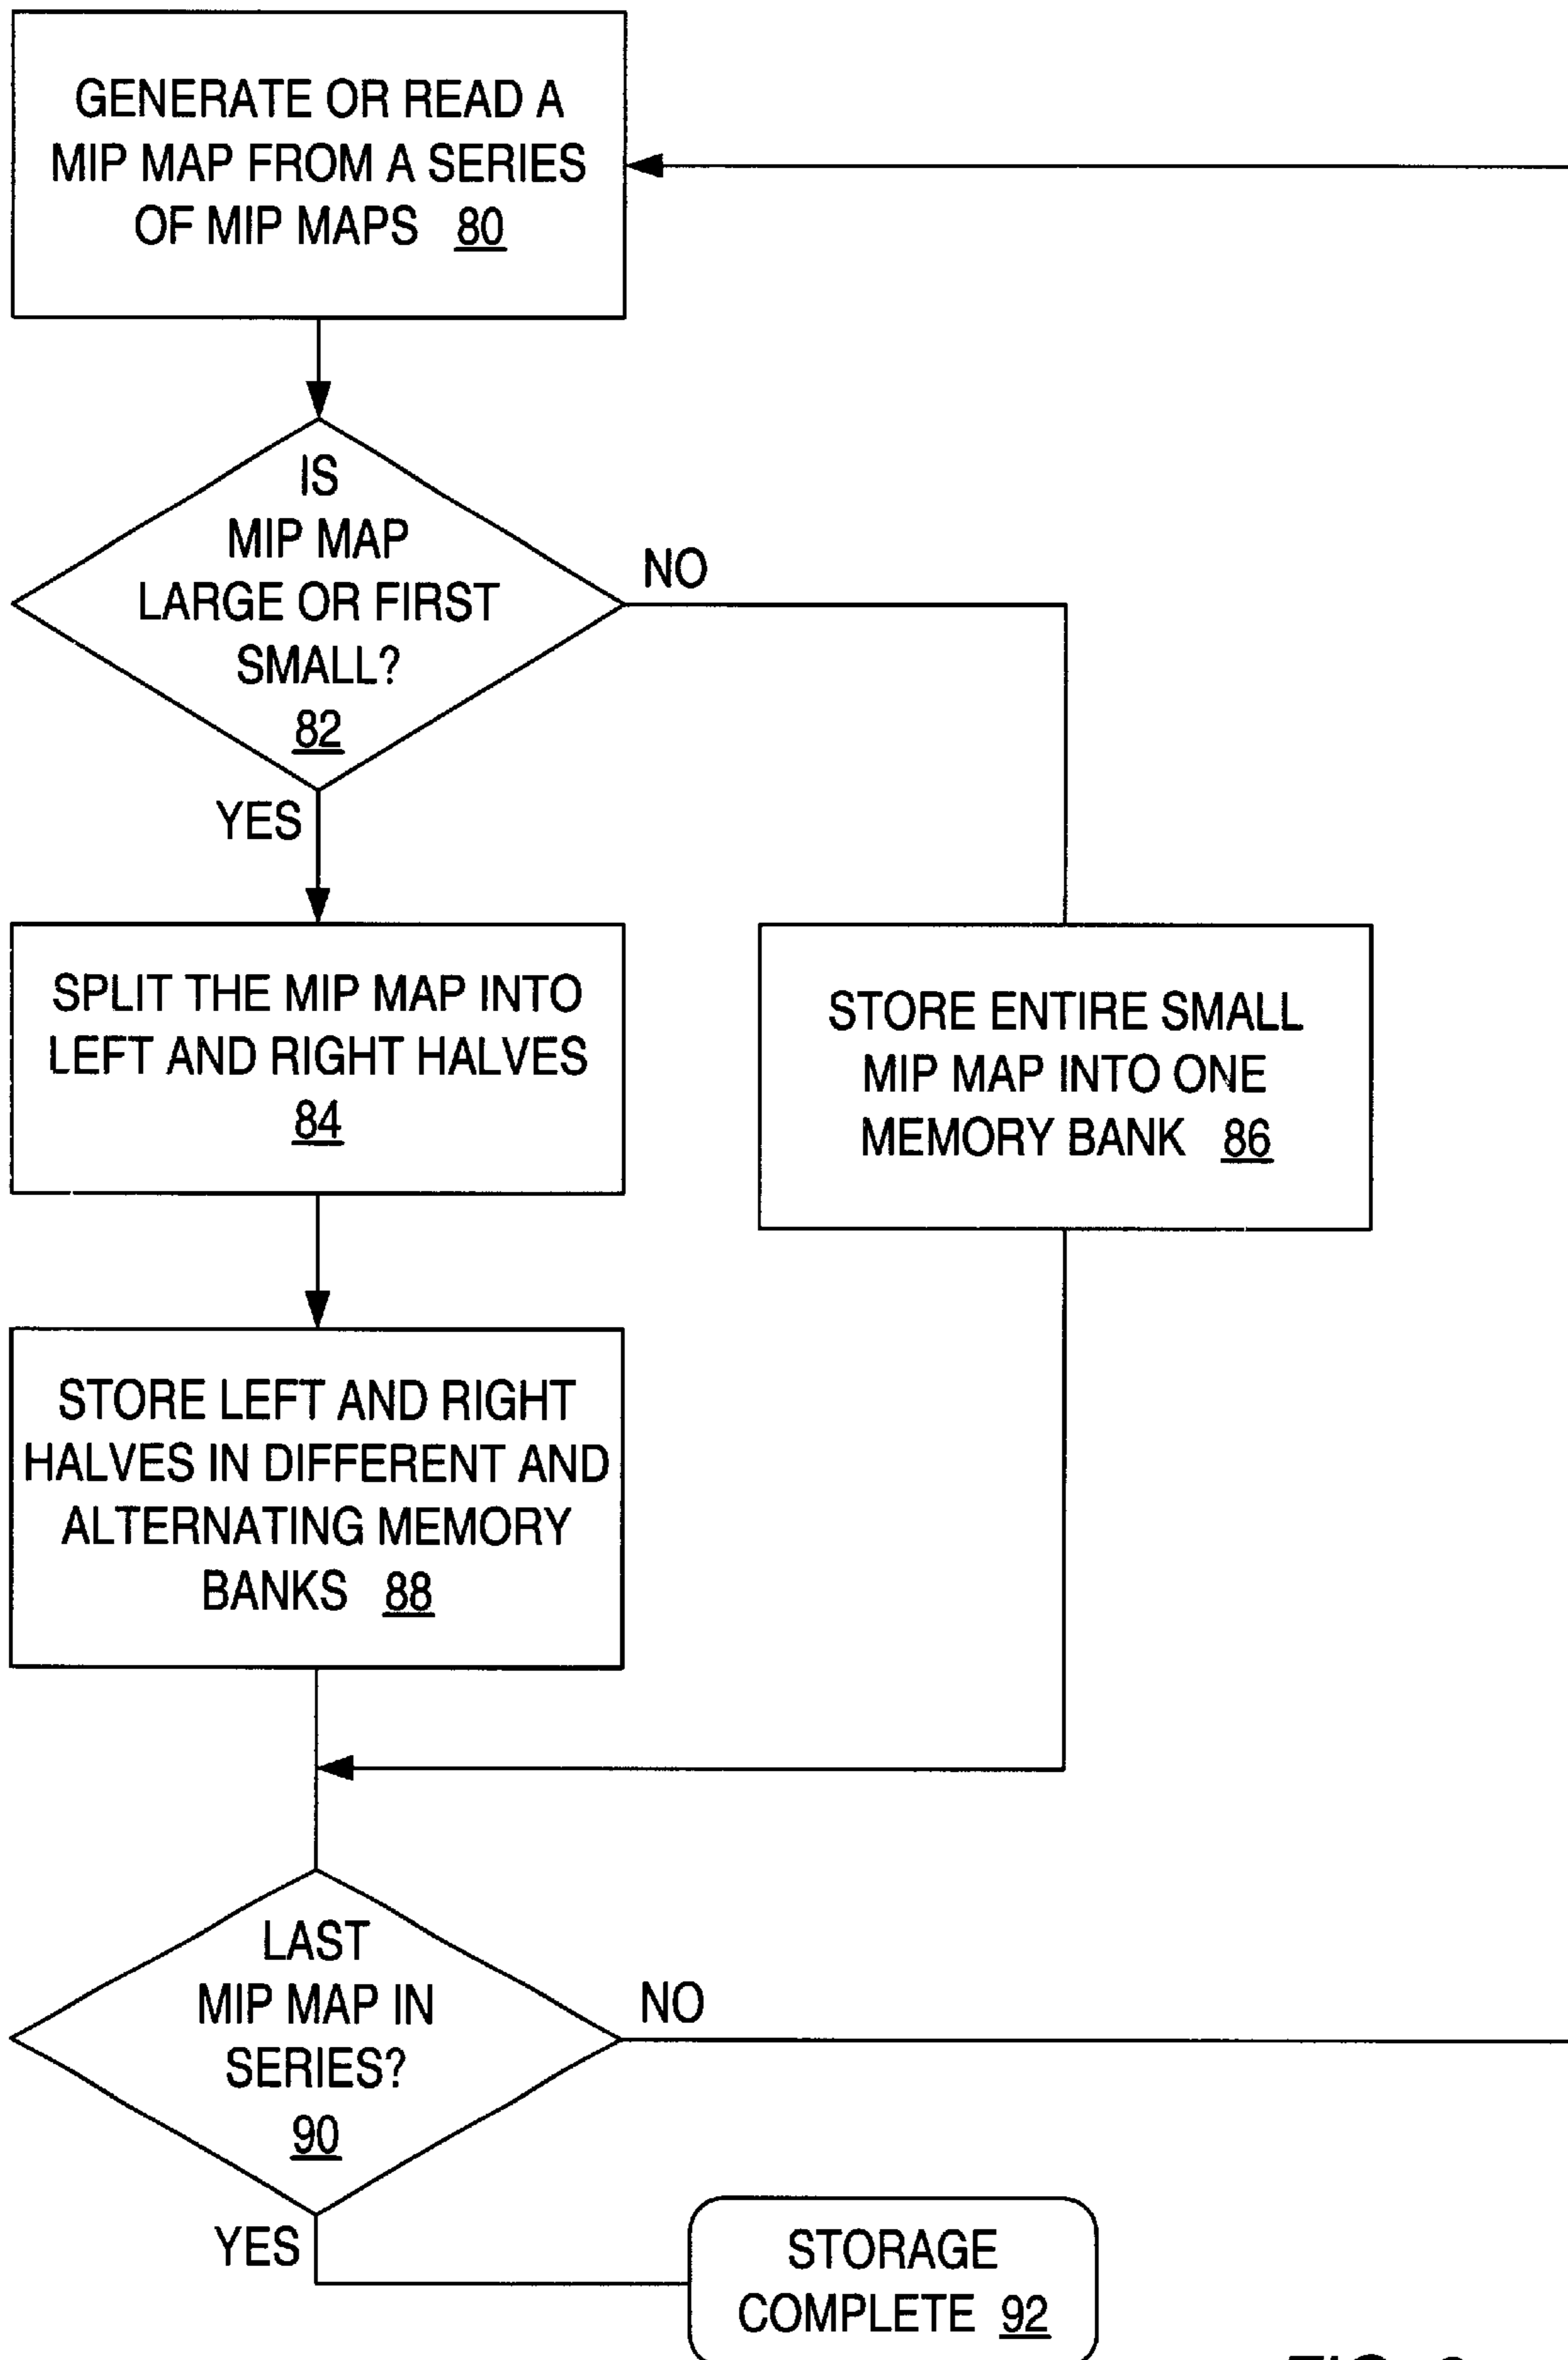 GENERATE OR READ A
MIP MAP FROM A SERIES
OF MIP MAPS 80
IS
MIP MAP
LARGE OR FIRST
SMALL?
82
NO
YES
SPLIT THE MIP MAP INTO
LEFT AND RIGHT HALVES
84
STORE ENTIRE SMALL
MIP MAP INTO ONE
MEMORY BANK 86
STORE LEFT AND RIGHT
HALVES IN DIFFERENT AND
ALTERNATING MEMORY
BANKS 88
LAST
MIP MAP IN
SERIES?
90
NO
YES
STORAGE
COMPLETE 92